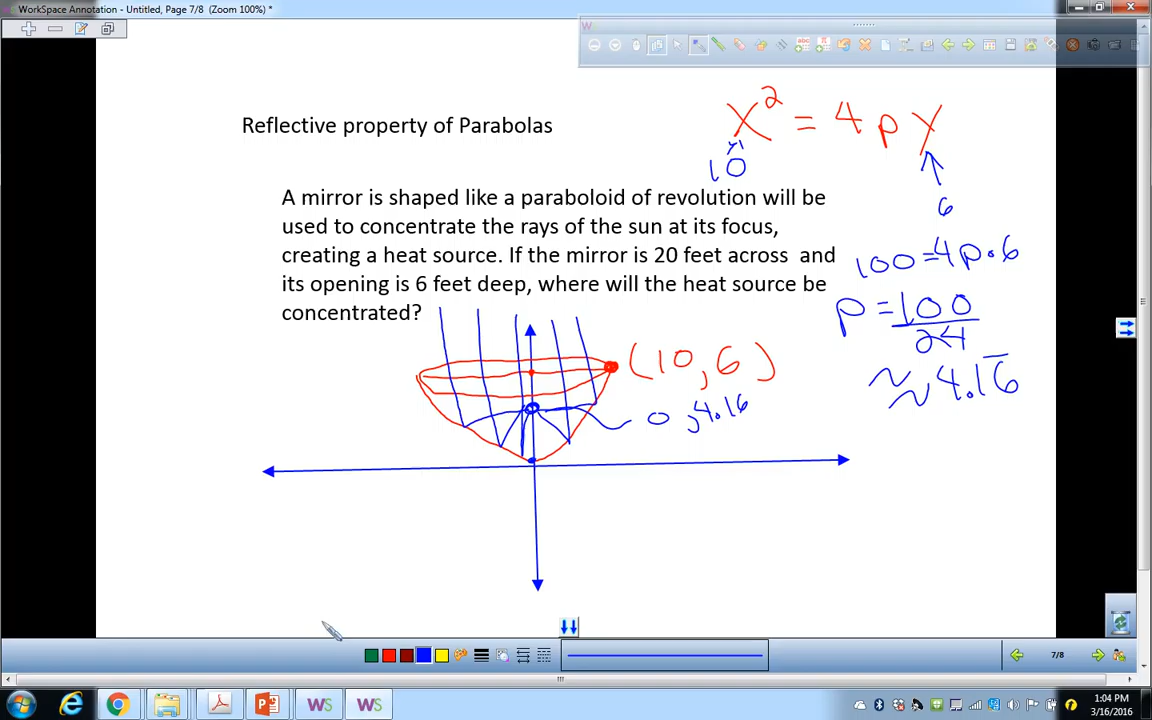 WorkSpace Annotation - Untitled, Page 7/8 (Zoom 100%) *
Reflective property of Parabolas
x² = 4py
10
6
A mirror is shaped like a paraboloid of revolution will be
used to concentrate the rays of the sun at its focus,
creating a heat source. If the mirror is 20 feet across and
its opening is 6 feet deep, where will the heat source be
concentrated?
100=4p·6
p = 100/24
≈ 4.16̅
(10,6)
0,4.16
7/8
1:04 PM
3/16/2016